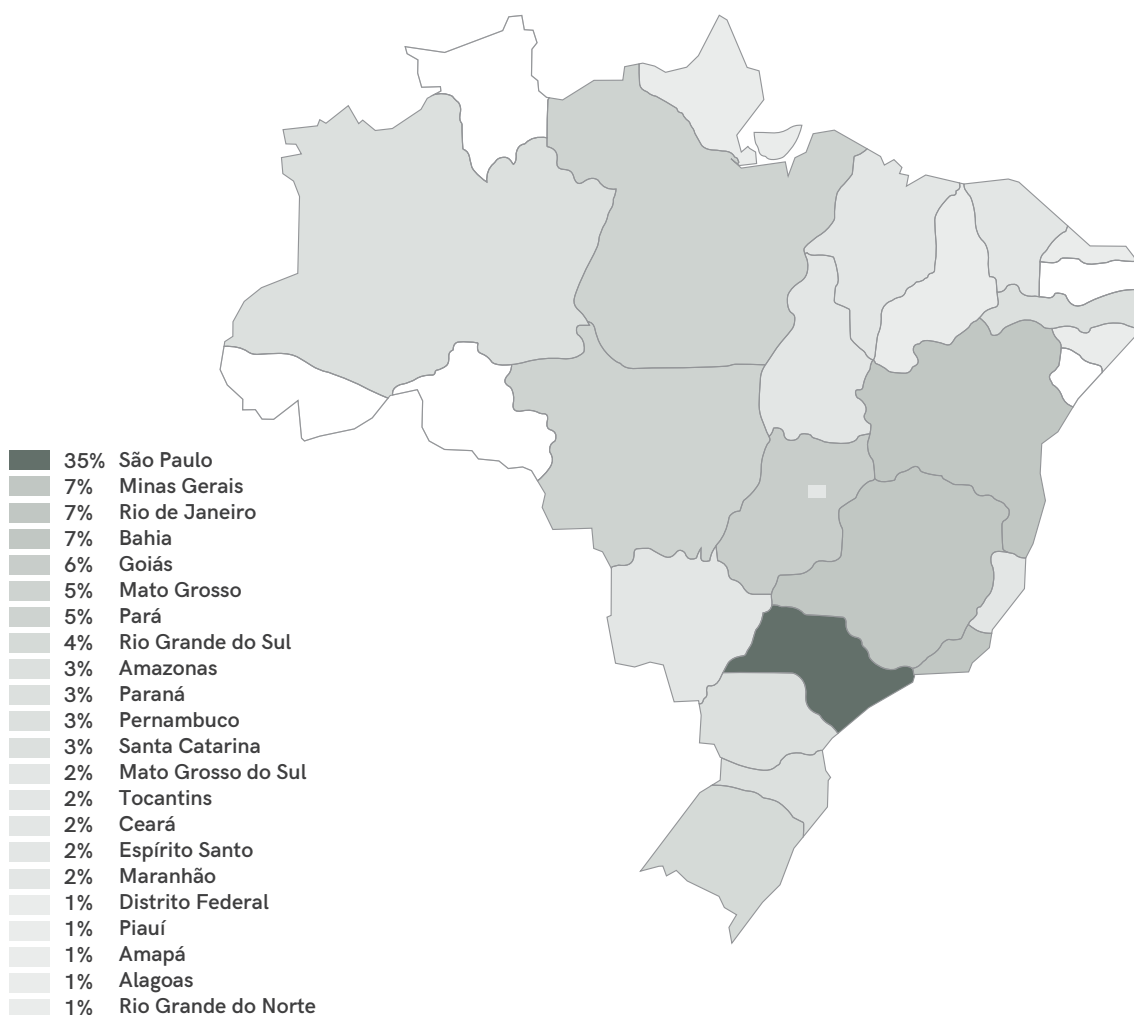 35% São Paulo
7% Minas Gerais
7% Rio de Janeiro
7% Bahia
6% Goiás
5% Mato Grosso
5% Pará
4% Rio Grande do Sul
3% Amazonas
3% Paraná
3% Pernambuco
3% Santa Catarina
2% Mato Grosso do Sul
2% Tocantins
2% Ceará
2% Espírito Santo
2% Maranhão
1% Distrito Federal
1% Piauí
1% Amapá
1% Alagoas
1% Rio Grande do Norte